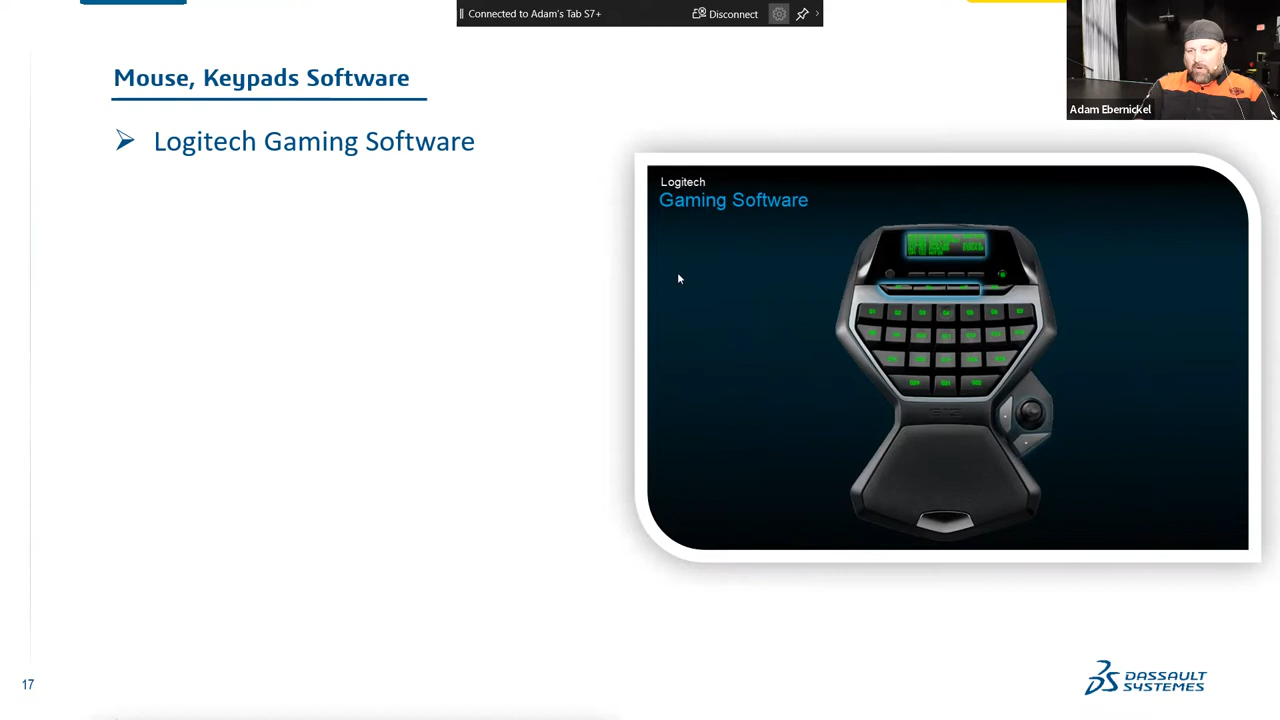 Connected to Adam's Tab S7+
Disconnect
Mouse, Keypads Software
Adam Ebernickel
Logitech Gaming Software
Logitech
Gaming Software
G13
17
DASSAULT
SYSTEMES